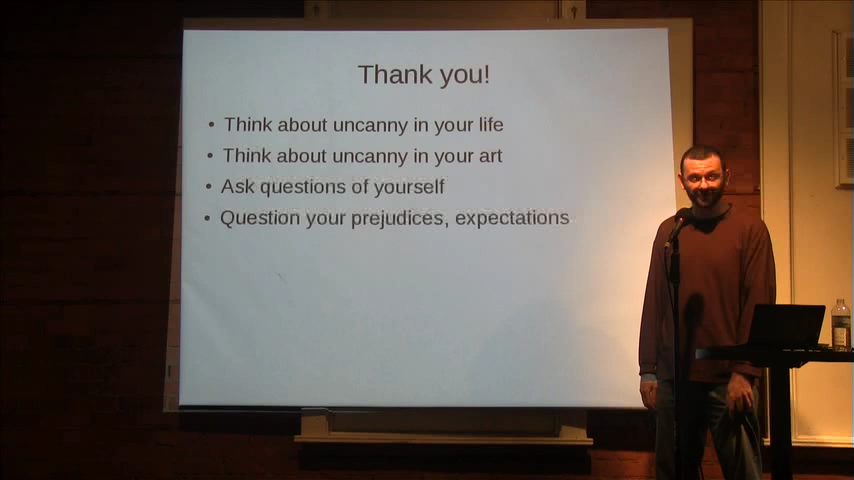 Thank you!
• Think about uncanny in your life
• Think about uncanny in your art
• Ask questions of yourself
• Question your prejudices, expectations